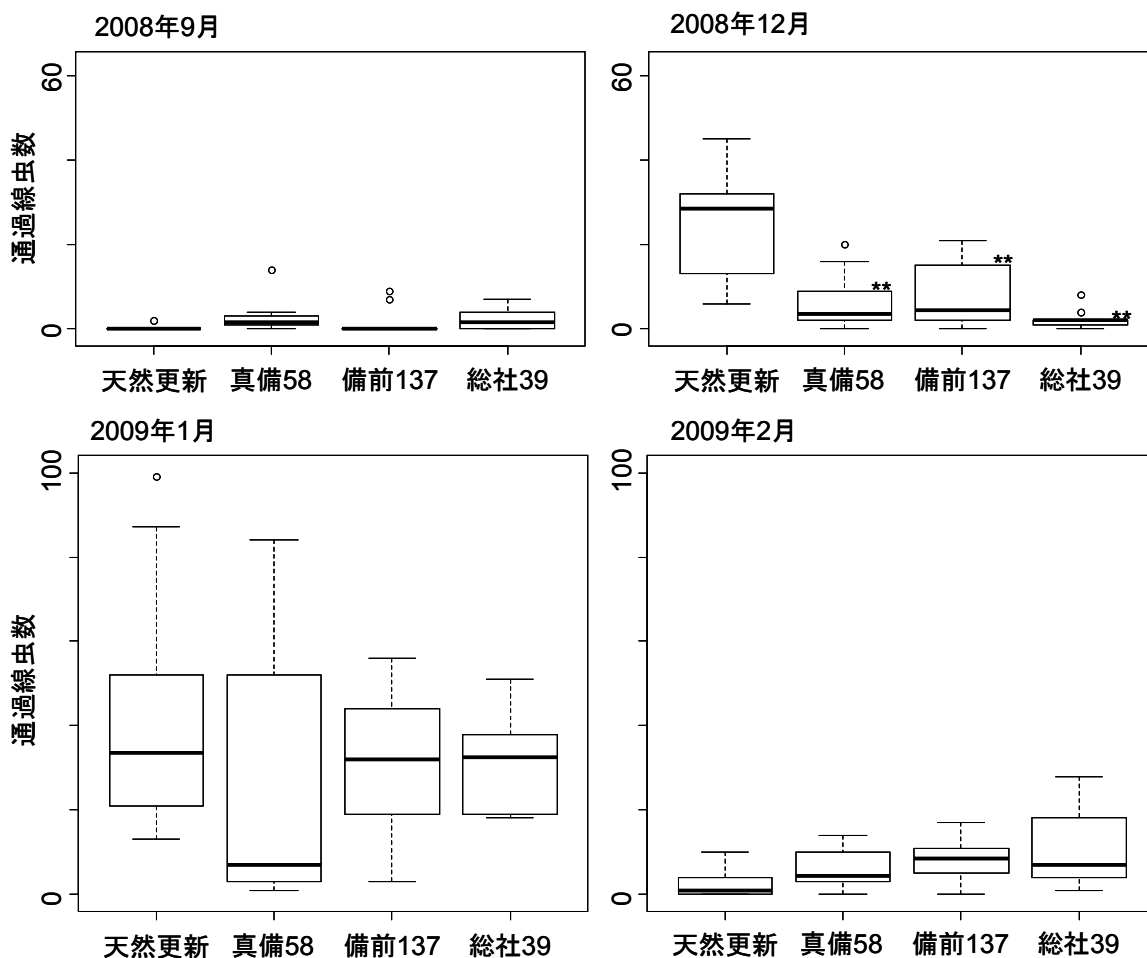 2008年9月
2008年12月
通過線虫数
60
0
天然更新 真備58 備前137 総社39
60
0
**
**
**
天然更新 真備58 備前137 総社39
2009年1月
2009年2月
通過線虫数
100
0
天然更新 真備58 備前137 総社39
100
0
天然更新 真備58 備前137 総社39